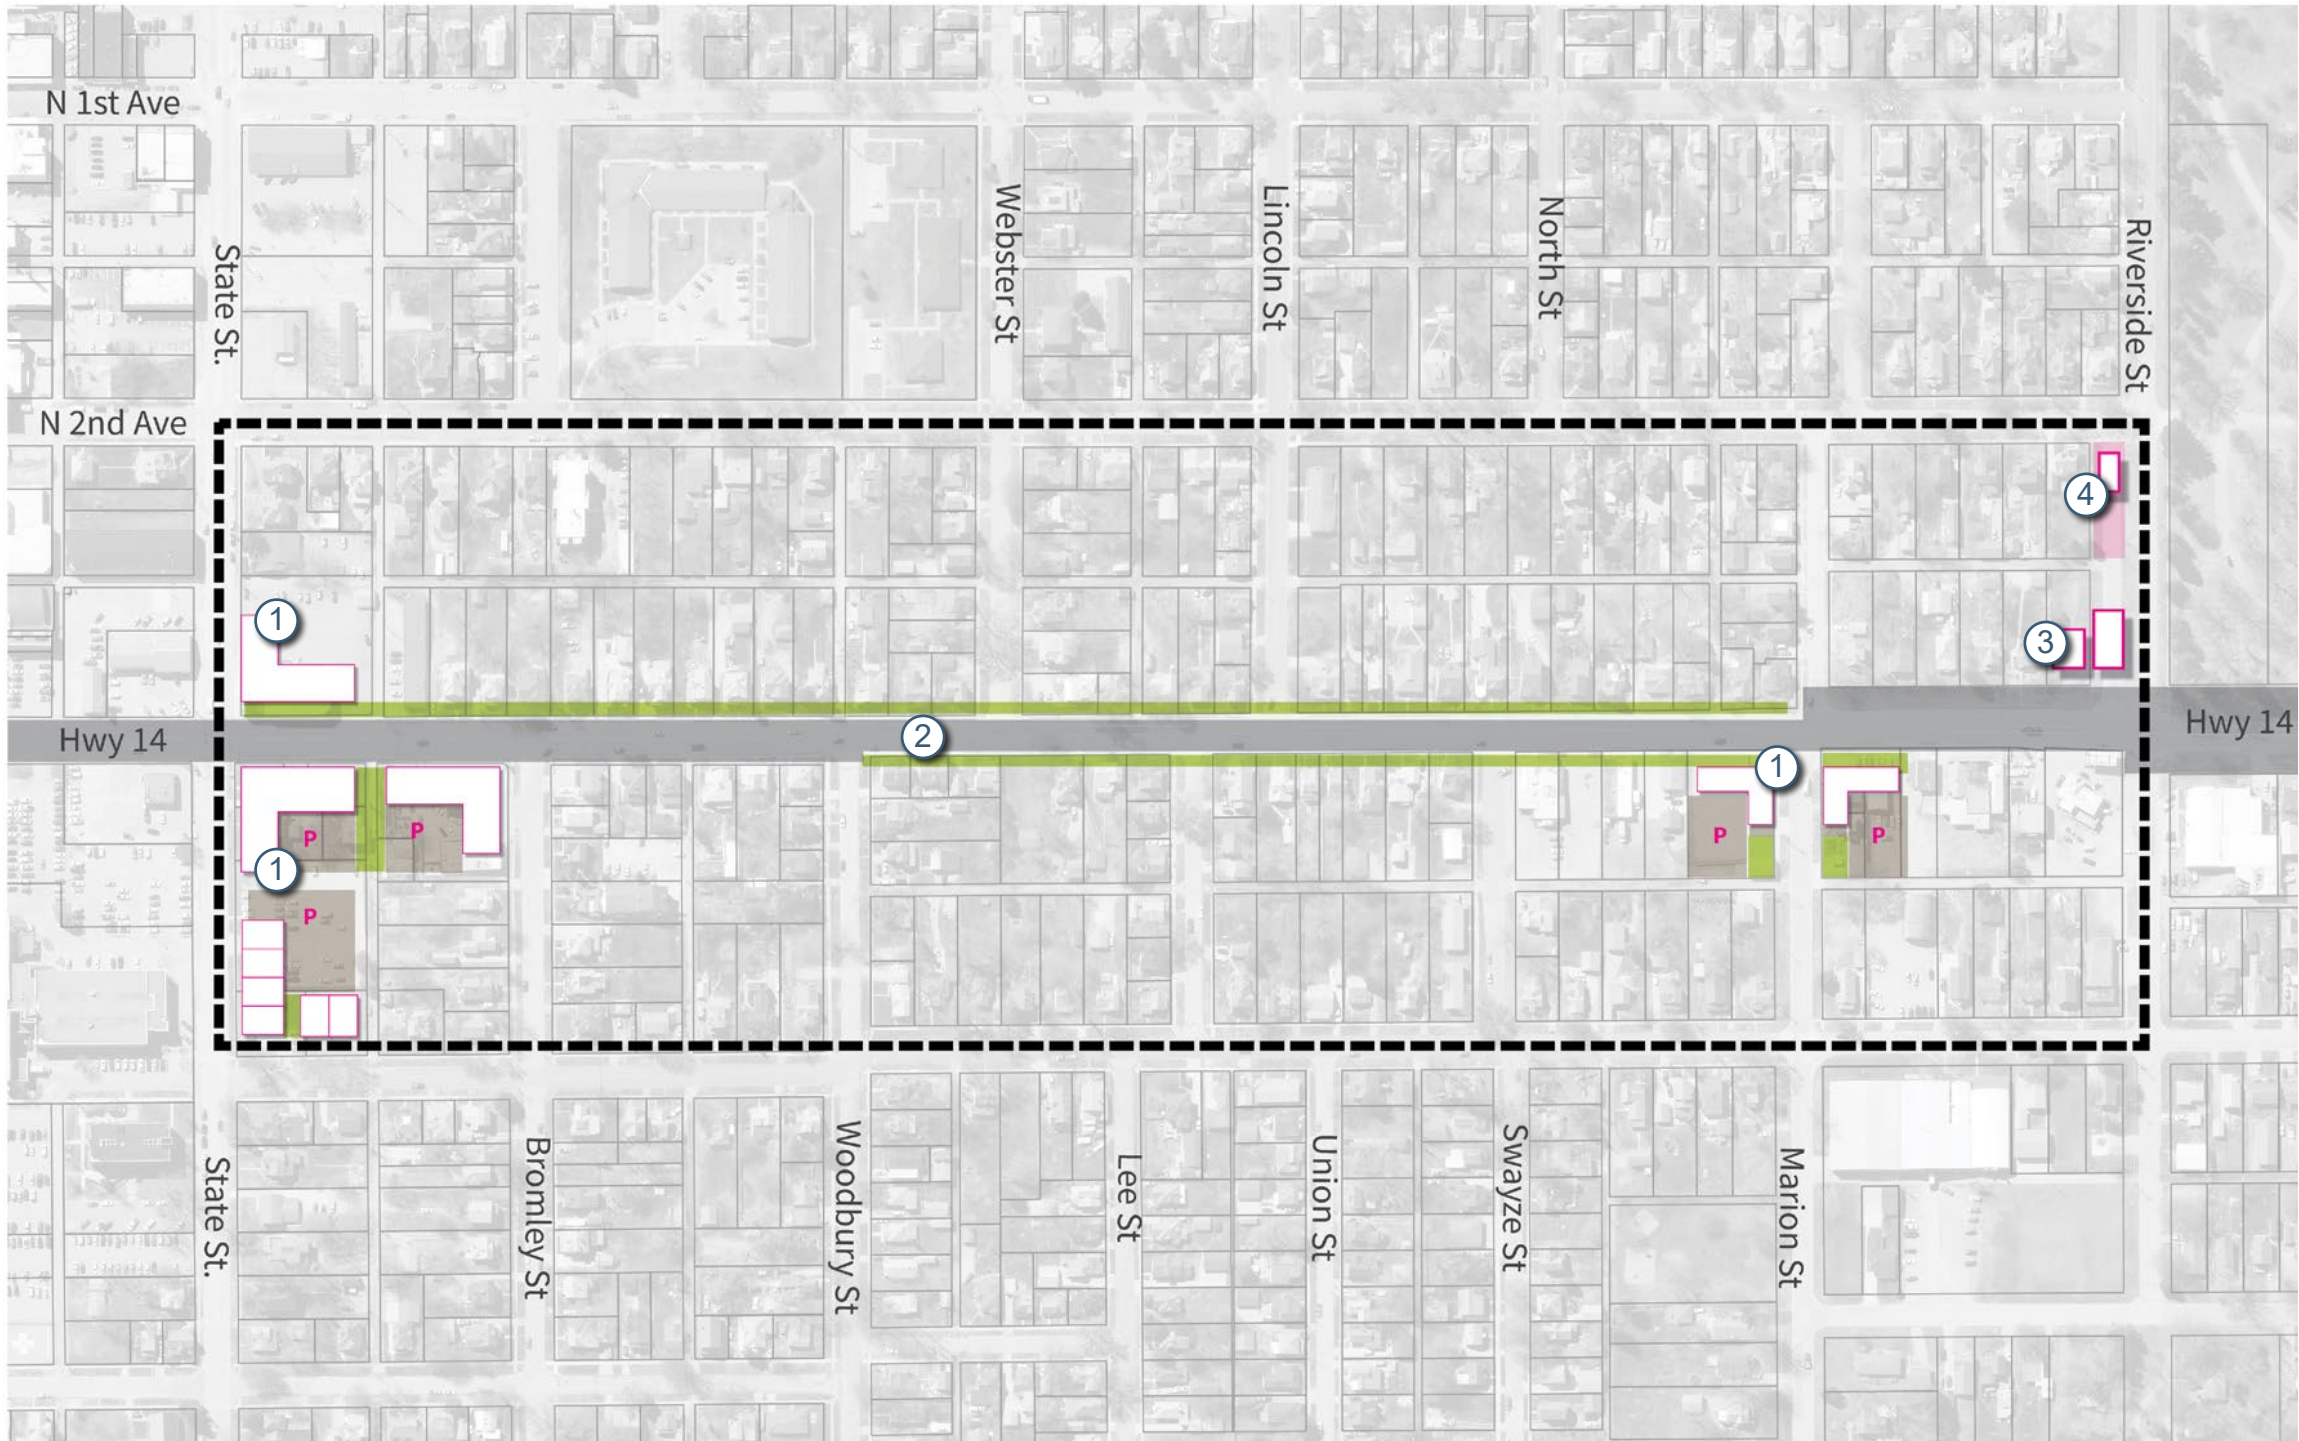 N 1st Ave
State St.
Webster St
Lincoln St
North St
Riverside St
N 2nd Ave
4
1
3
Hwy 14
2
Hwy 14
1
P
P
P
P
1
P
State St.
Bromley St
Woodbury St
Lee St
Union St
Swayze St
Marion St